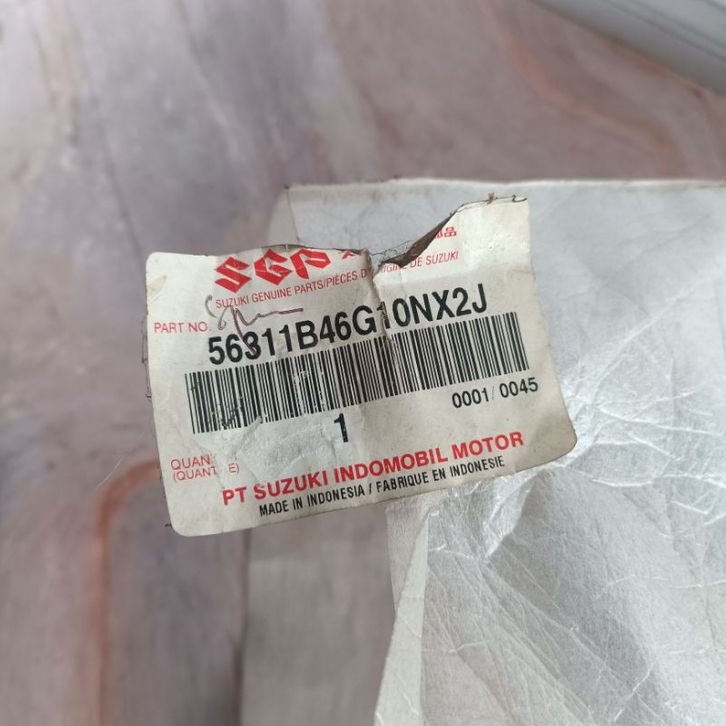 SGP
SUZUKI GENUINE PARTS/PIÈCES D'ORIGINE DE SUZUKI
PART NO.
56311B46G10NX2J
0001/0045
1
QUAN
(QUANT E)
PT SUZUKI INDOMOBIL MOTOR
MADE IN INDONESIA / FABRIQUE EN INDONESIE